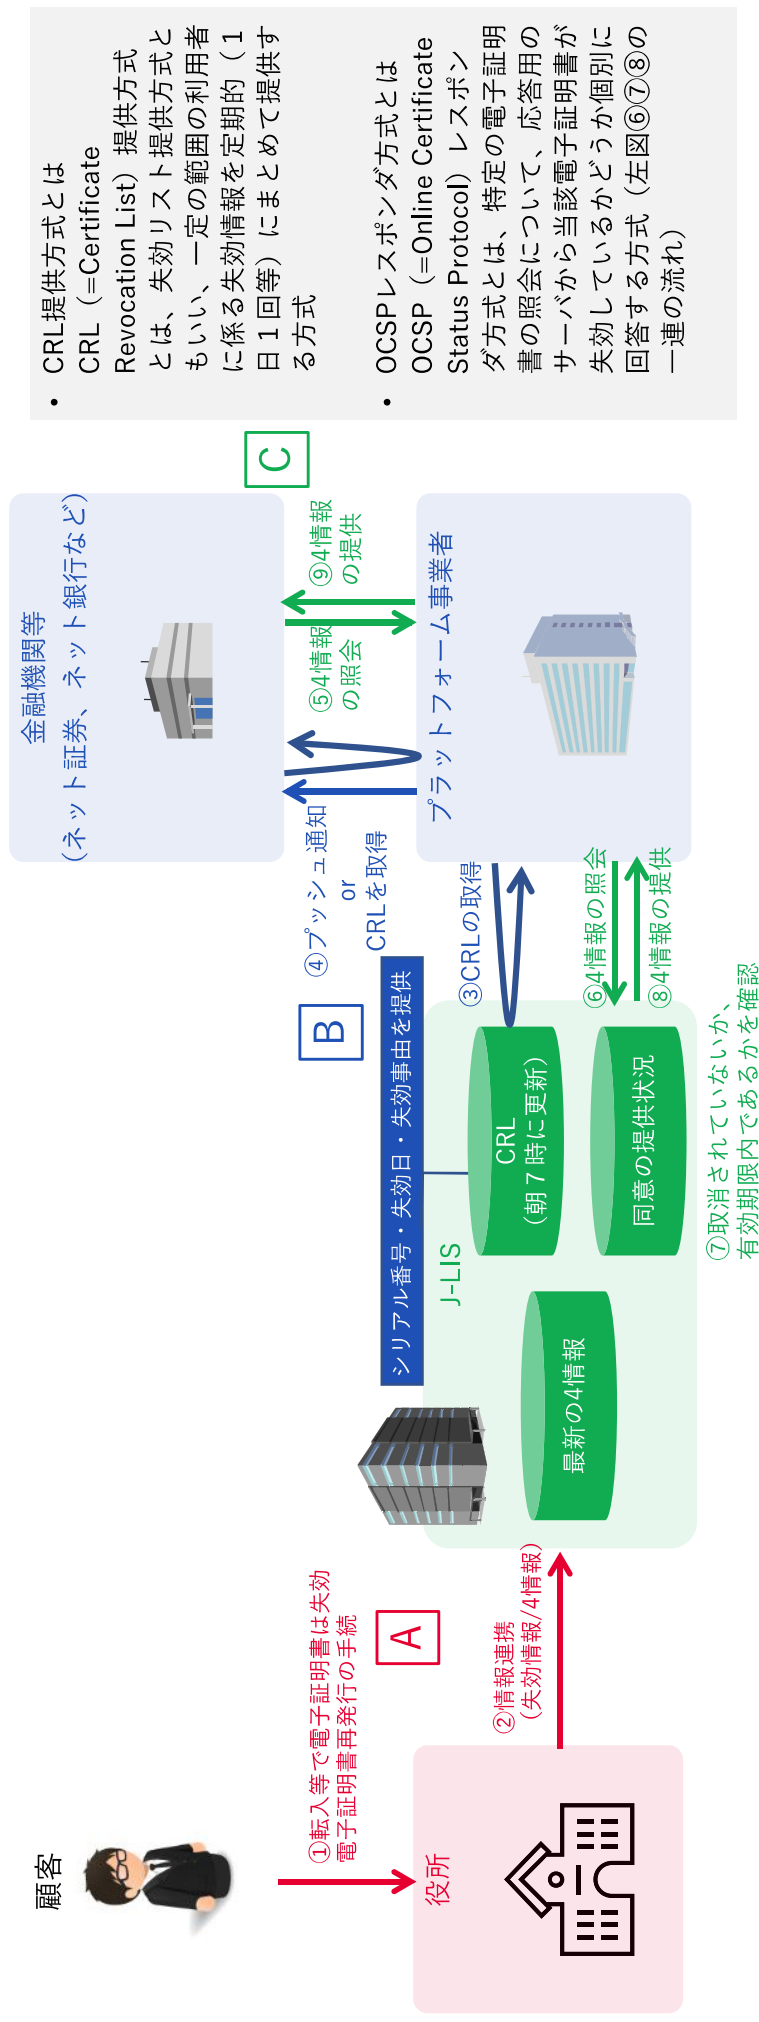 顧客
①転入等で電子証明書は失効
電子証明書再発行の手続
A
役所
②情報連携
（失効情報/4情報）
J-LIS
最新の4情報
シリアル番号・失効日・失効事由を提供
CRL
（朝７時に更新）
同意の提供状況
⑦取消されていないか、
有効期限内であるかを確認
B
③CRLの取得
④プッシュ通知
or
CRLを取得
⑥4情報の照会
⑧4情報の提供
金融機関等
（ネット証券、ネット銀行など）
⑤4情報
の照会
⑨4情報
の提供
プラットフォーム事業者
C
• CRL提供方式とは
CRL（=Certificate
Revocation List）提供方式
とは、失効リスト提供方式と
もいい、一定の範囲の利用者
に係る失効情報を定期的（１
日１回等）にまとめて提供す
る方式
• OCSPレスポンダ方式とは
OCSP（=Online Certificate
Status Protocol）レスポン
ダ方式とは、特定の電子証明
書の照会について、応答用の
サーバから当該電子証明書が
失効しているかどうか個別に
回答する方式（左図⑥⑦⑧の
一連の流れ）